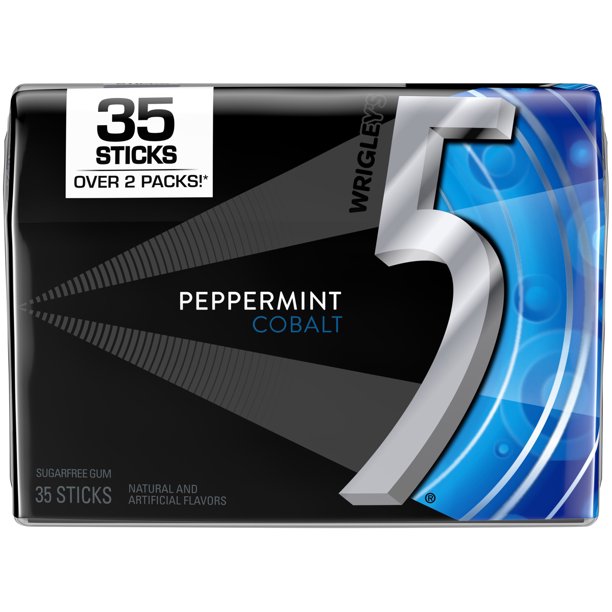 35
STICKS
OVER 2 PACKS!*
WRIGLEY'S
5
PEPPERMINT
COBALT
®
SUGARFREE GUM
35 STICKS
NATURAL AND
ARTIFICIAL FLAVORS